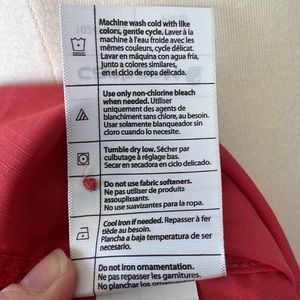 Machine wash cold with like
colors, gentle cycle. Laver à la
machine à l'eau froide avec les
mêmes couleurs, cycle délicat.
Lavar en máquina con agua fría,
junto a colores similares,
en el ciclo de ropa delicada.
Use only non-chlorine bleach
when needed. Utiliser
uniquement des agents de
blanchiment sans chlore, au besoin.
Usar solamente blanqueador sin
cloro cuando lo necesite.
Tumble dry low. Sécher par
culbutage à réglage bas.
Secar en secadora en ciclo delicado.
Do not use fabric softeners.
Ne pas utiliser de produits
assouplissants.
No use suavizantes para la ropa.
Cool iron if needed. Repasser à fer
tiède au besoin.
Plancha a baja temperatura de ser
necesario.
Do not iron ornamentation.
Ne pas repasser les garnitures.
No planchar los